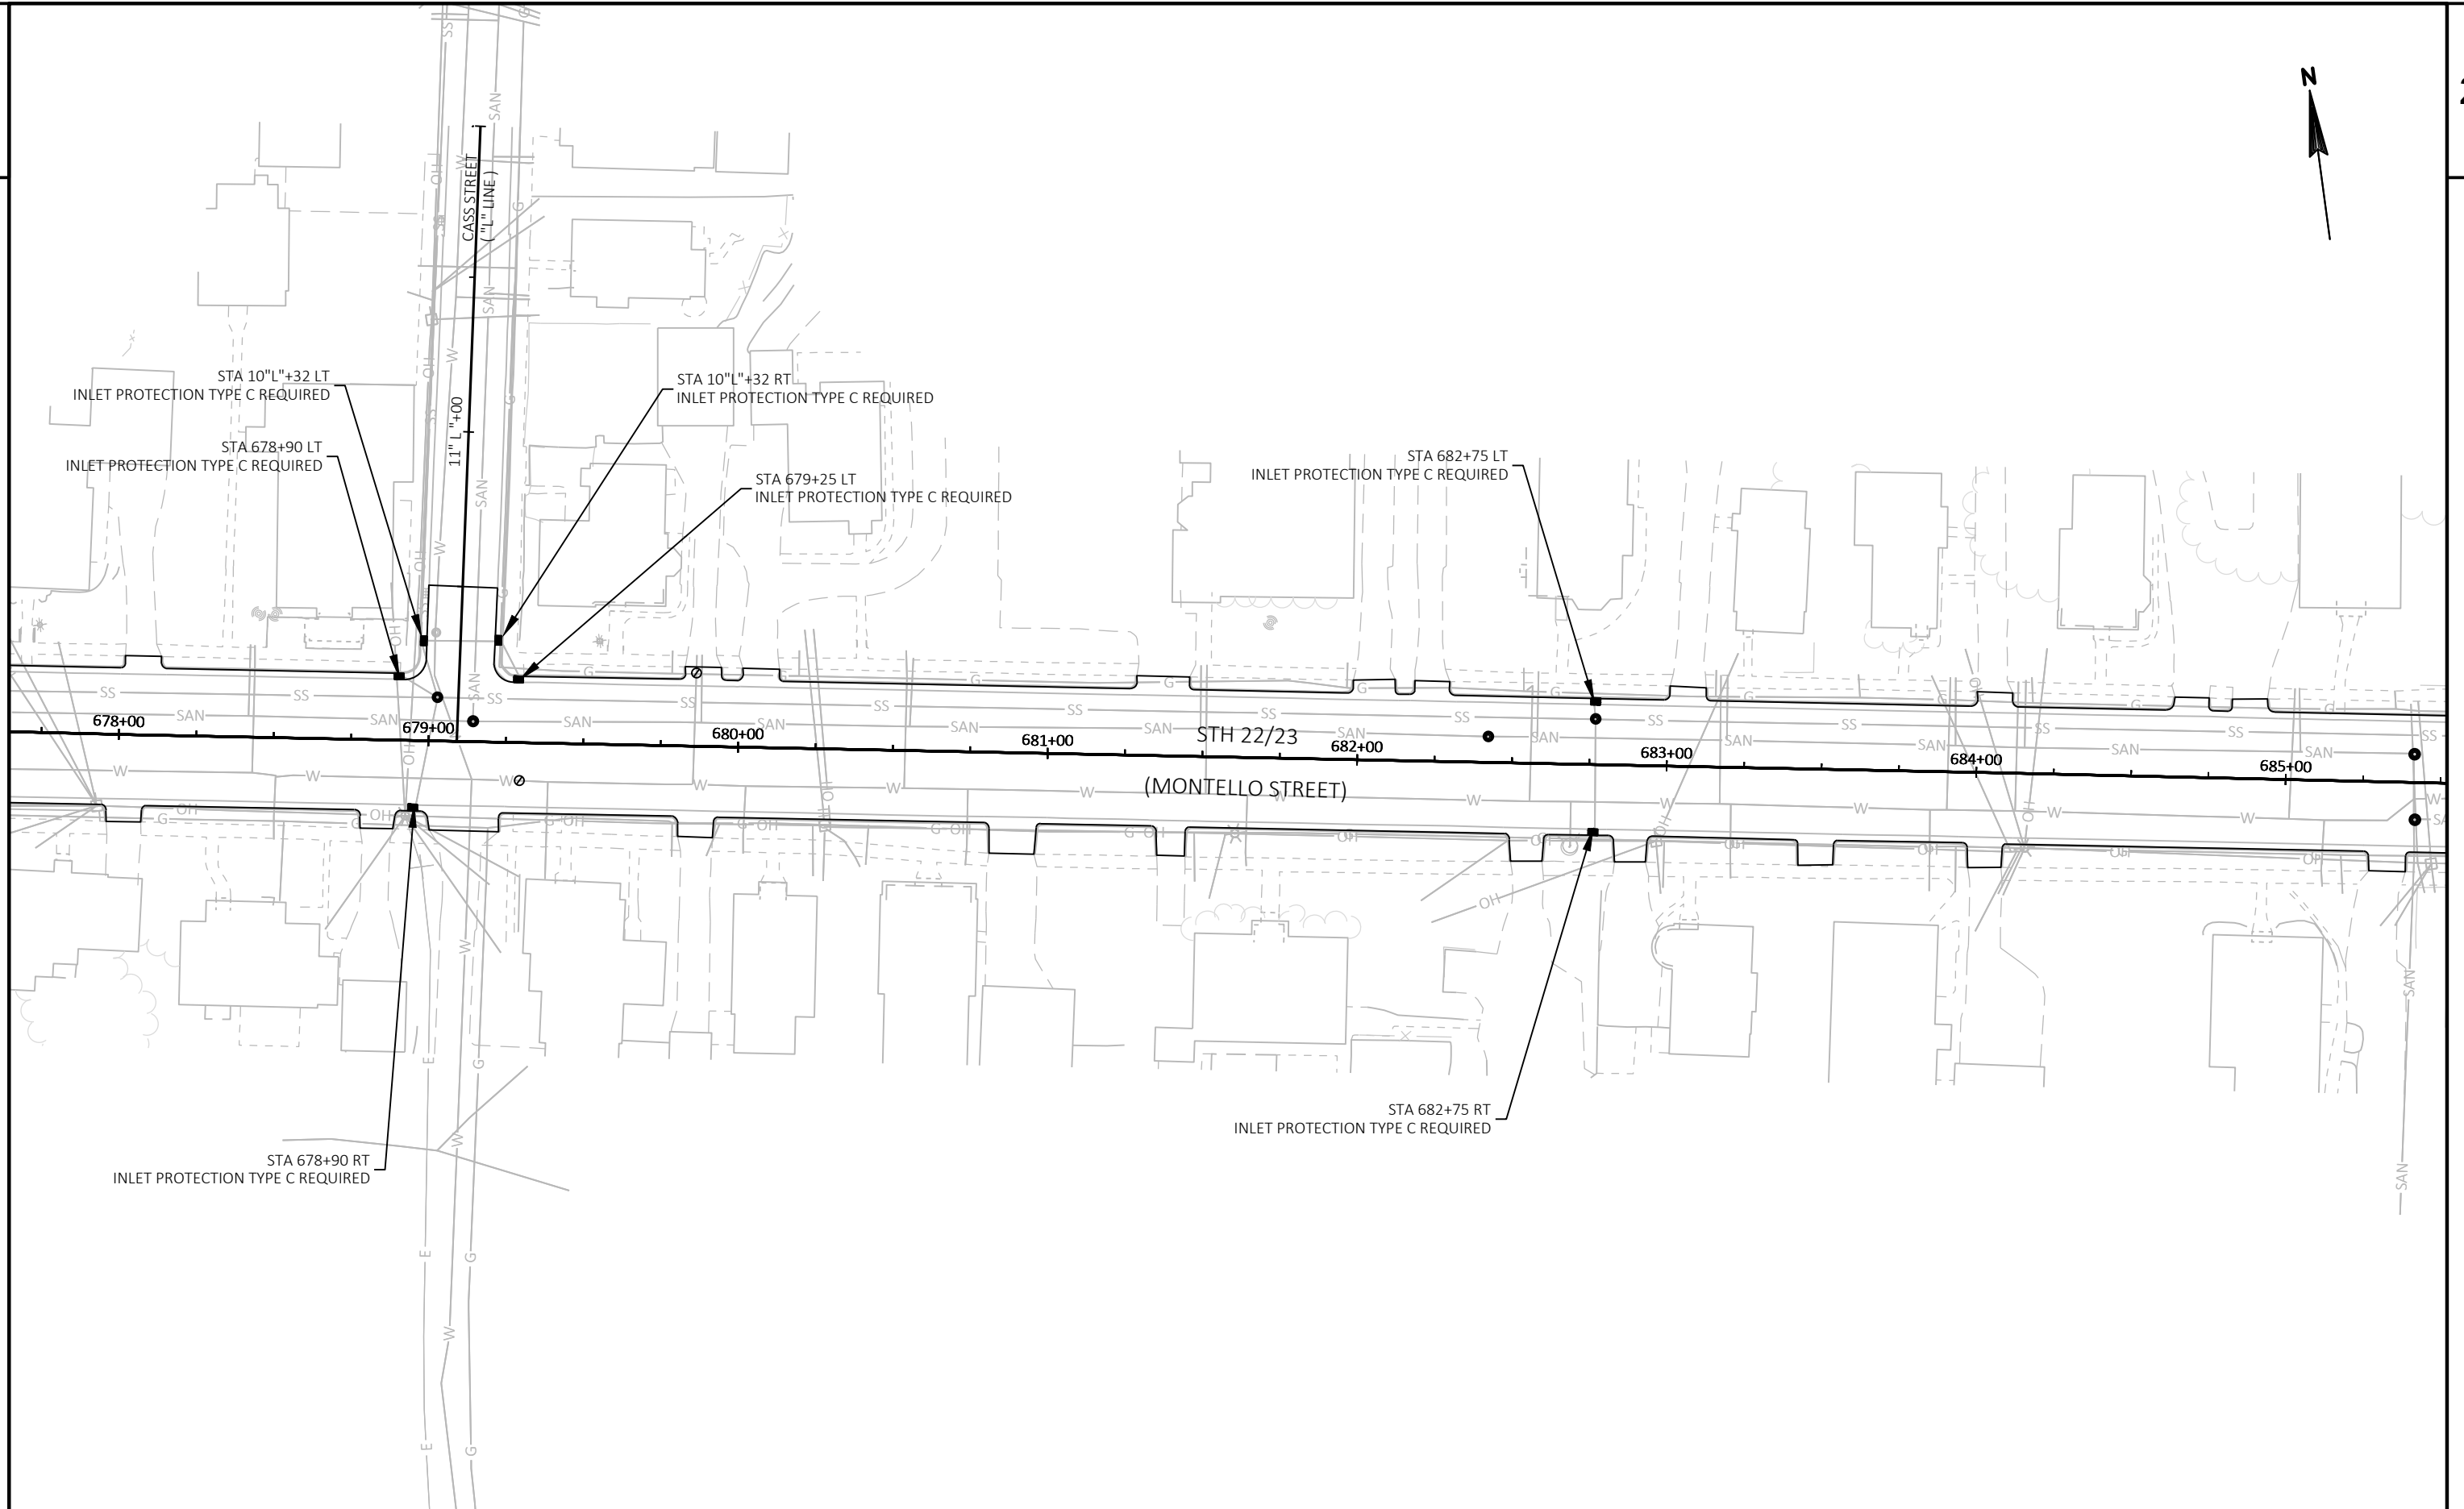 N
CASS STREET
( "L" LINE )
11" L "+00
STA 10"L"+32 LT
INLET PROTECTION TYPE C REQUIRED
STA 10"L"+32 RT
INLET PROTECTION TYPE C REQUIRED
STA 678+90 LT
INLET PROTECTION TYPE C REQUIRED
STA 679+25 LT
INLET PROTECTION TYPE C REQUIRED
STA 682+75 LT
INLET PROTECTION TYPE C REQUIRED
678+00
679+00
680+00
681+00
682+00
683+00
684+00
685+00
STH 22/23
(MONTELLO STREET)
STA 682+75 RT
INLET PROTECTION TYPE C REQUIRED
STA 678+90 RT
INLET PROTECTION TYPE C REQUIRED
SS
SAN
W
G
OH
E